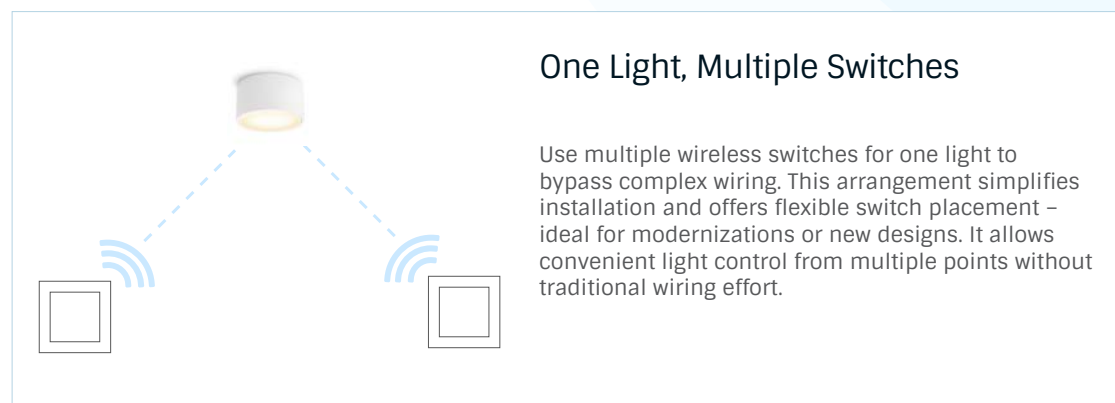 One Light, Multiple Switches
Use multiple wireless switches for one light to
bypass complex wiring. This arrangement simplifies
installation and offers flexible switch placement –
ideal for modernizations or new designs. It allows
convenient light control from multiple points without
traditional wiring effort.